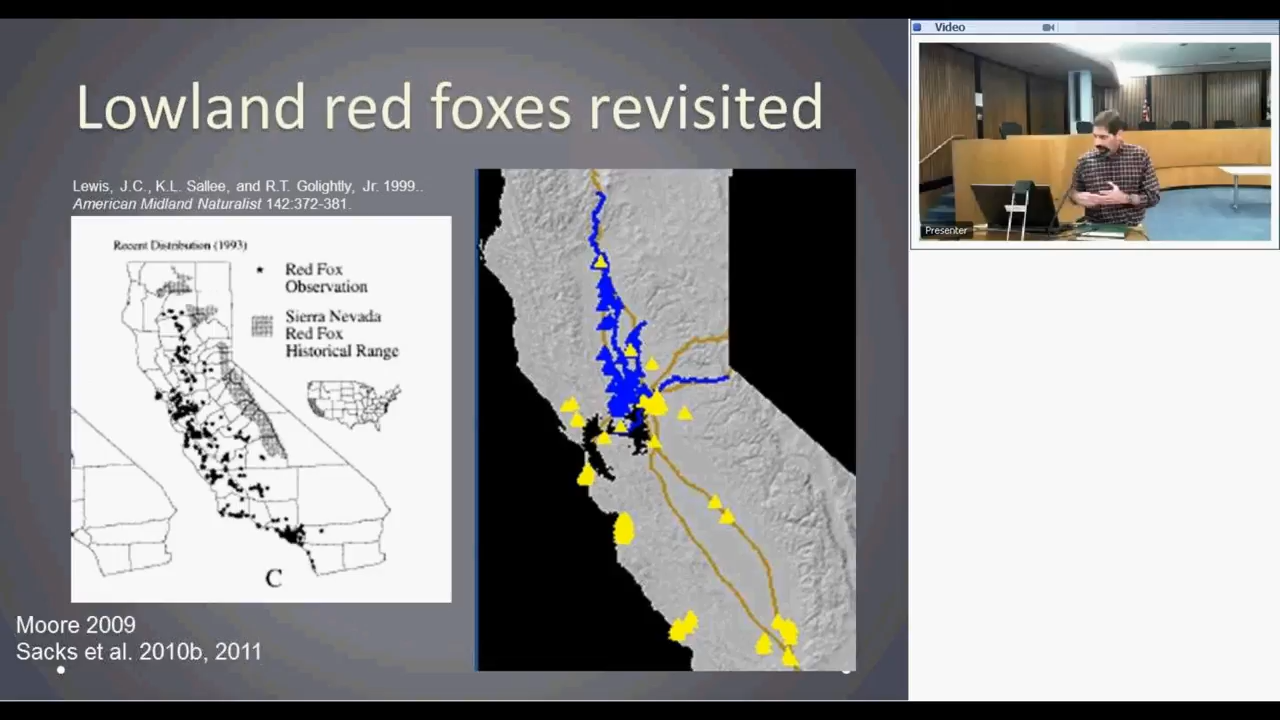 Lowland red foxes revisited
Lewis, J.C., K.L. Sallee, and R.T. Golightly, Jr. 1999..
American Midland Naturalist 142:372-381.
Recent Distribution (1993)
Red Fox
Observation
Sierra Nevada
Red Fox
Historical Range
C
Moore 2009
Sacks et al. 2010b, 2011
Video
Presenter